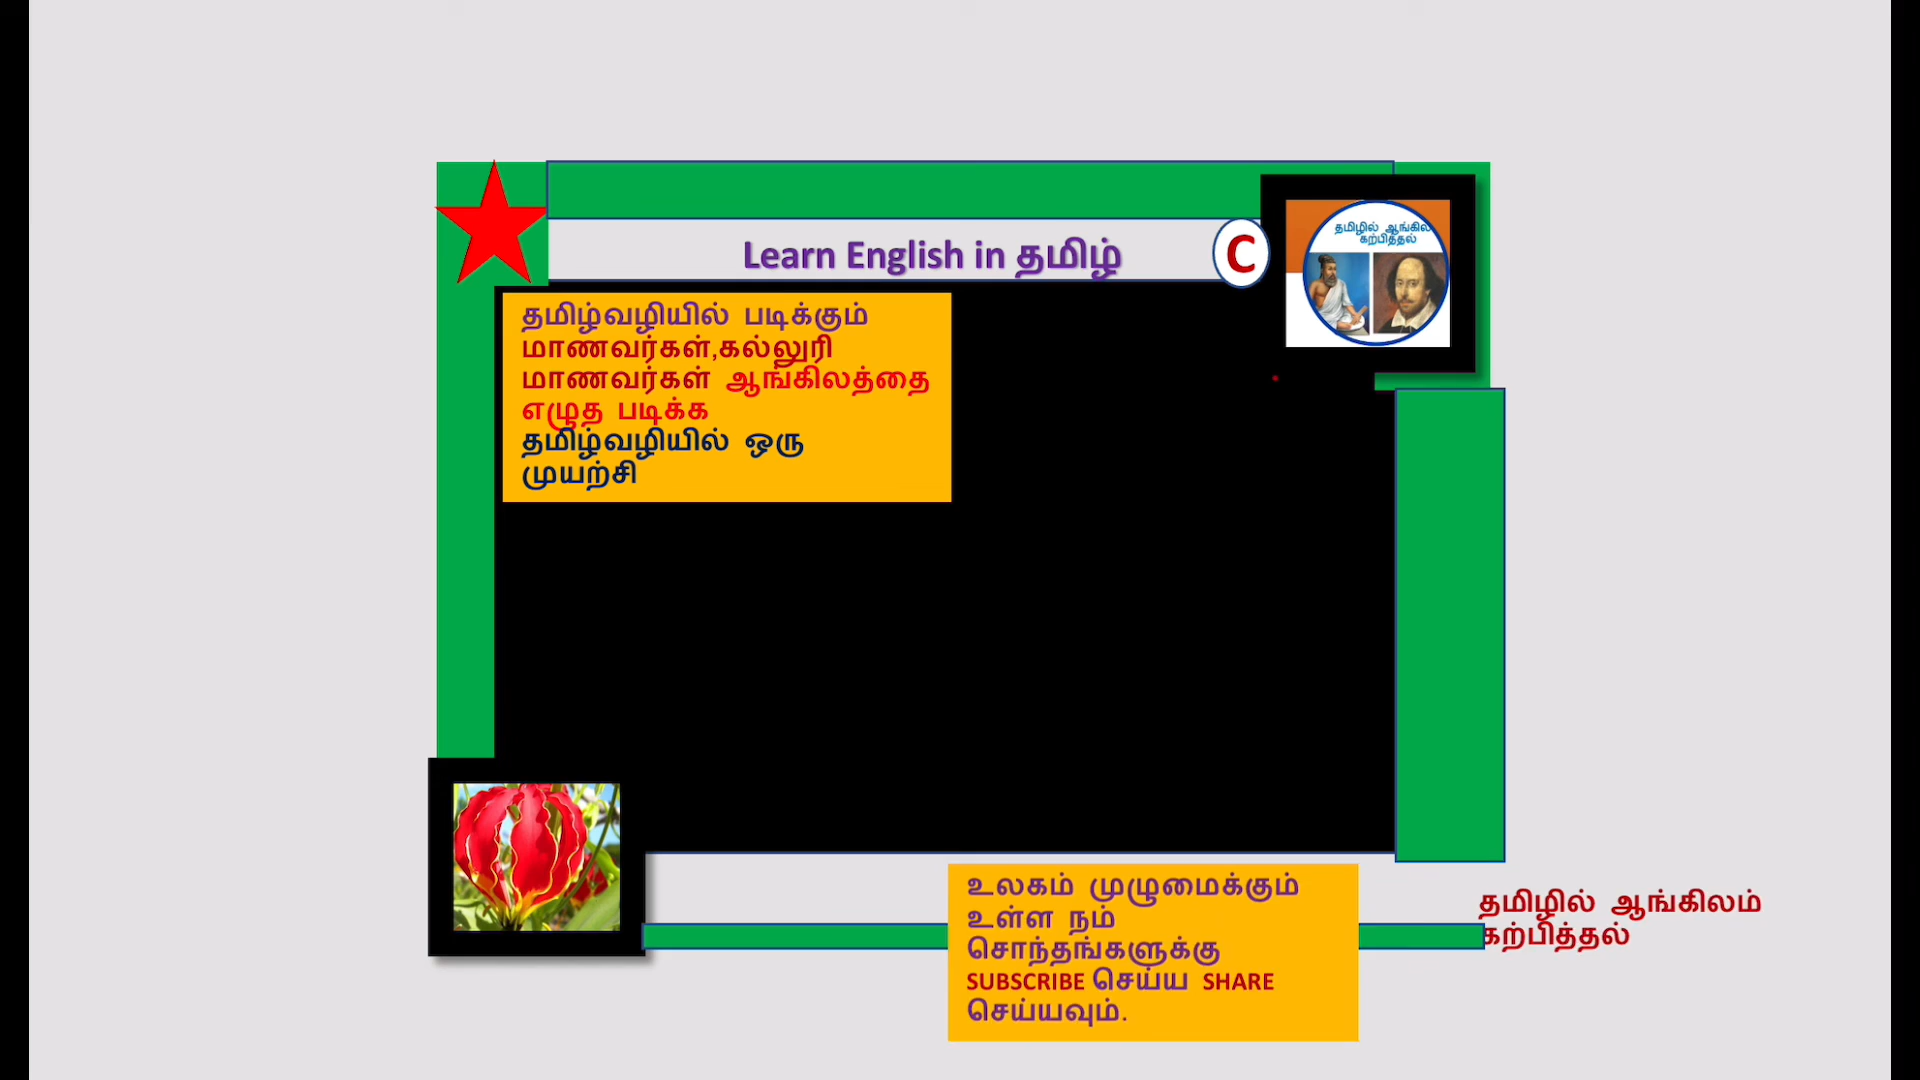 Learn English in தமிழ்
C
தமிழில் ஆங்கில
கற்பித்தல்
தமிழ்வழியில் படிக்கும்
மாணவர்கள்,கல்லுரி
மாணவர்கள் ஆங்கிலத்தை
எழுத படிக்க
தமிழ்வழியில் ஒரு
முயற்சி
உலகம் முழுமைக்கும்
உள்ள நம்
சொந்தங்களுக்கு
SUBSCRIBE செய்ய SHARE
செய்யவும்.
தமிழில் ஆங்கிலம்
கற்பித்தல்